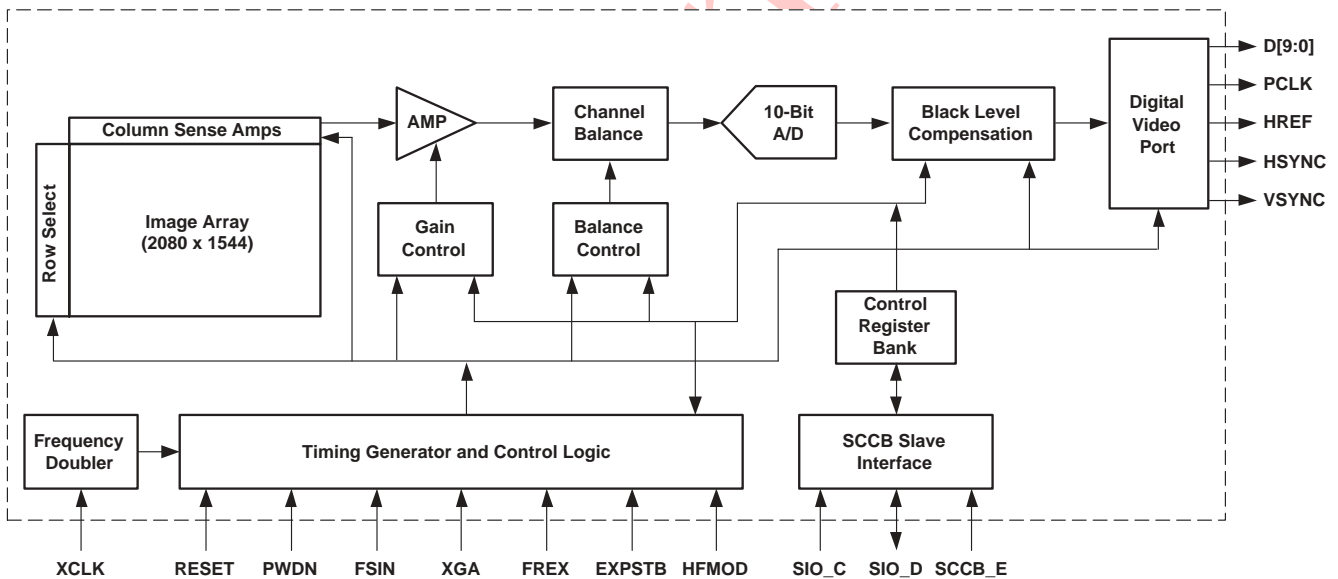 D[9:0]
PCLK
HREF
HSYNC
VSYNC
Column Sense Amps
Row Select
Image Array
(2080 x 1544)
AMP
Channel
Balance
10-Bit
A/D
Black Level
Compensation
Digital
Video
Port
Gain
Control
Balance
Control
Control
Register
Bank
Frequency
Doubler
Timing Generator and Control Logic
SCCB Slave
Interface
XCLK
RESET
PWDN
FSIN
XGA
FREX
EXPSTB
HFMOD
SIO_C
SIO_D
SCCB_E